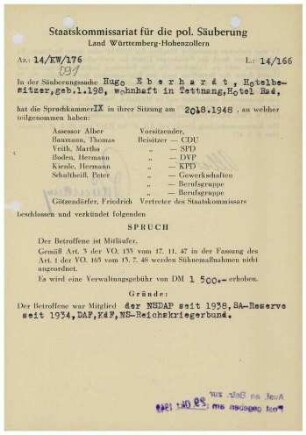 Staatskommissariat für die pol. Säuberung
Land Württemberg-Hohenzollern
Az.: 14/KW/176
L.: 14/166
In der Säuberungssache Hugo Eberhardt, Hotelbe-
sitzer, geb. 1.198, wohnhaft in Tettnang, Hotel Rad,
hat die Spruchkammer IX in ihrer Sitzung am 20.8.1948, an welcher
teilgenommen haben:
Assessor Alber Vorsitzender,
Baumann, Thomas Beisitzer — CDU
Veith, Martha „ — SPD
Boden, Hermann „ — DVP
Kienle, Hermann „ — KPD
Schaltheiß, Peter „ — Gewerkschaften
„ — Berufsgruppe
„ — Berufsgruppe
Götzendörfer, Friedrich Vertreter des Staatskommissars
beschlossen und verkündet folgenden
SPRUCH
Der Betroffene ist Mitläufer.
Gemäß Art. 3 der VO. 133 vom 17. 11. 47 in der Fassung des
Art. 1 der VO. 165 vom 13. 7. 48 werden Sühnemaßnahmen nicht
angeordnet.
Es wird eine Verwaltungsgebühr von DM 1 500.- erhoben.
Gründe:
Der Betroffene war Mitglied der NSDAP seit 1938, SA-Reserve
seit 1934, DAF, KdF, NS-Reichskriegerbund.